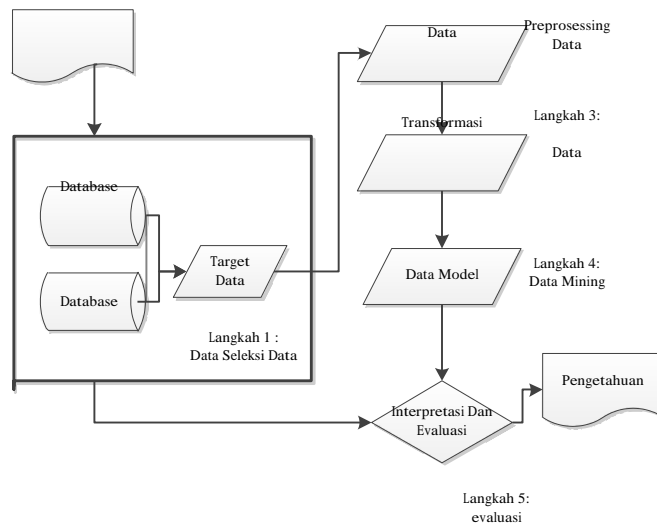 Data
Preprosessing
Data
Transformasi
Langkah 3:
Data
Database
Database
Target
Data
Langkah 1 :
Data Seleksi Data
Data Model
Langkah 4:
Data Mining
Interpretasi Dan
Evaluasi
Pengetahuan
Langkah 5:
evaluasi